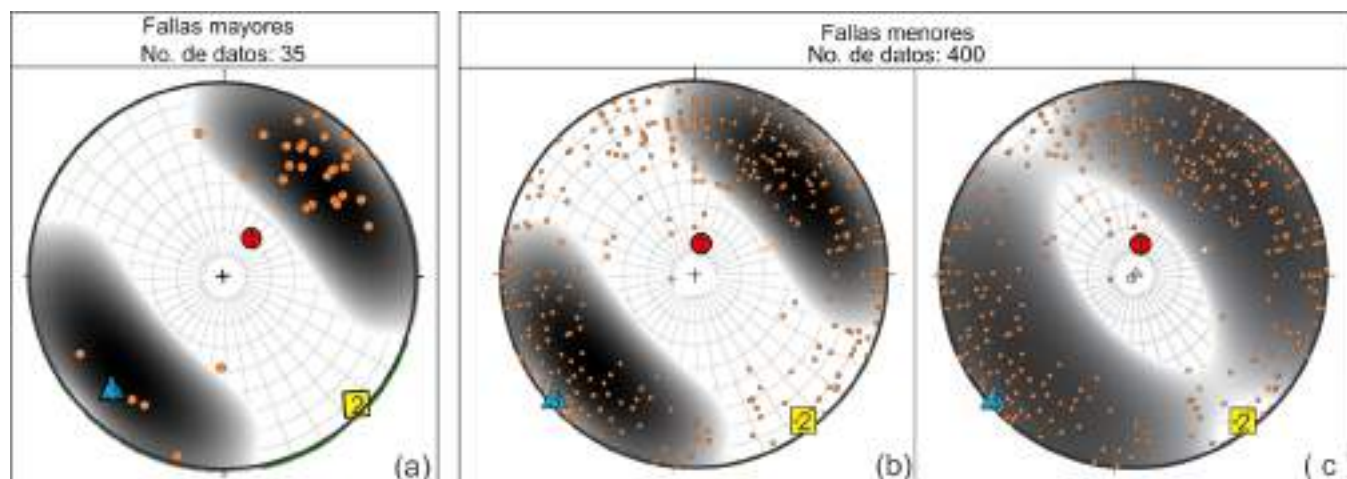 Fallas mayores
No. de datos: 35
Fallas menores
No. de datos: 400
2
2
2
(a)
(b)
( c )